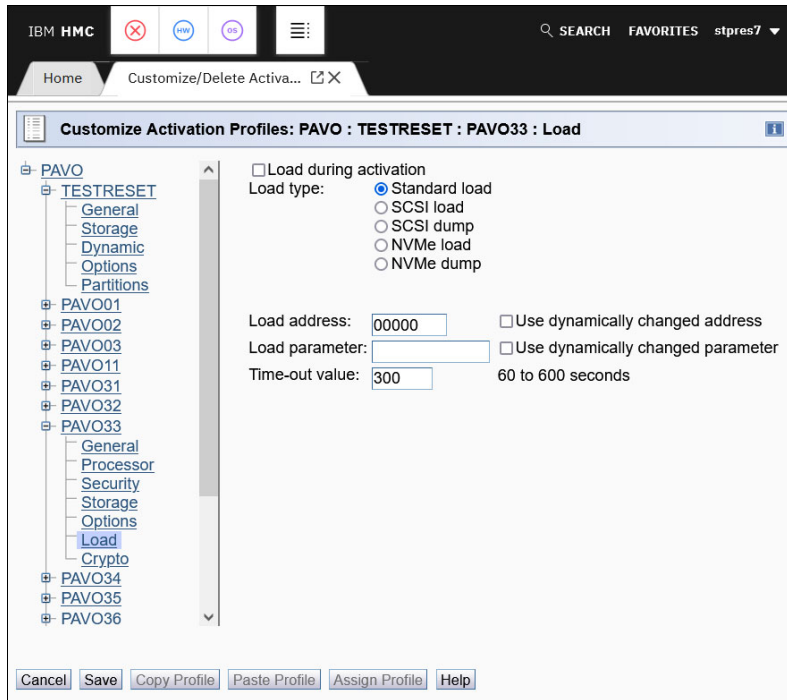 IBM HMC
HW
OS
SEARCH FAVORITES stpres7
Home
Customize/Delete Activa...
Customize Activation Profiles: PAVO : TESTRESET : PAVO33 : Load
i
PAVO
TESTRESET
General
Storage
Dynamic
Options
Partitions
PAVO01
PAVO02
PAVO03
PAVO11
PAVO31
PAVO32
PAVO33
General
Processor
Security
Storage
Options
Load
Crypto
PAVO34
PAVO35
PAVO36
Load during activation
Load type: Standard load
SCSI load
SCSI dump
NVMe load
NVMe dump
Load address: 00000 Use dynamically changed address
Load parameter: Use dynamically changed parameter
Time-out value: 300 60 to 600 seconds
Cancel Save Copy Profile Paste Profile Assign Profile Help